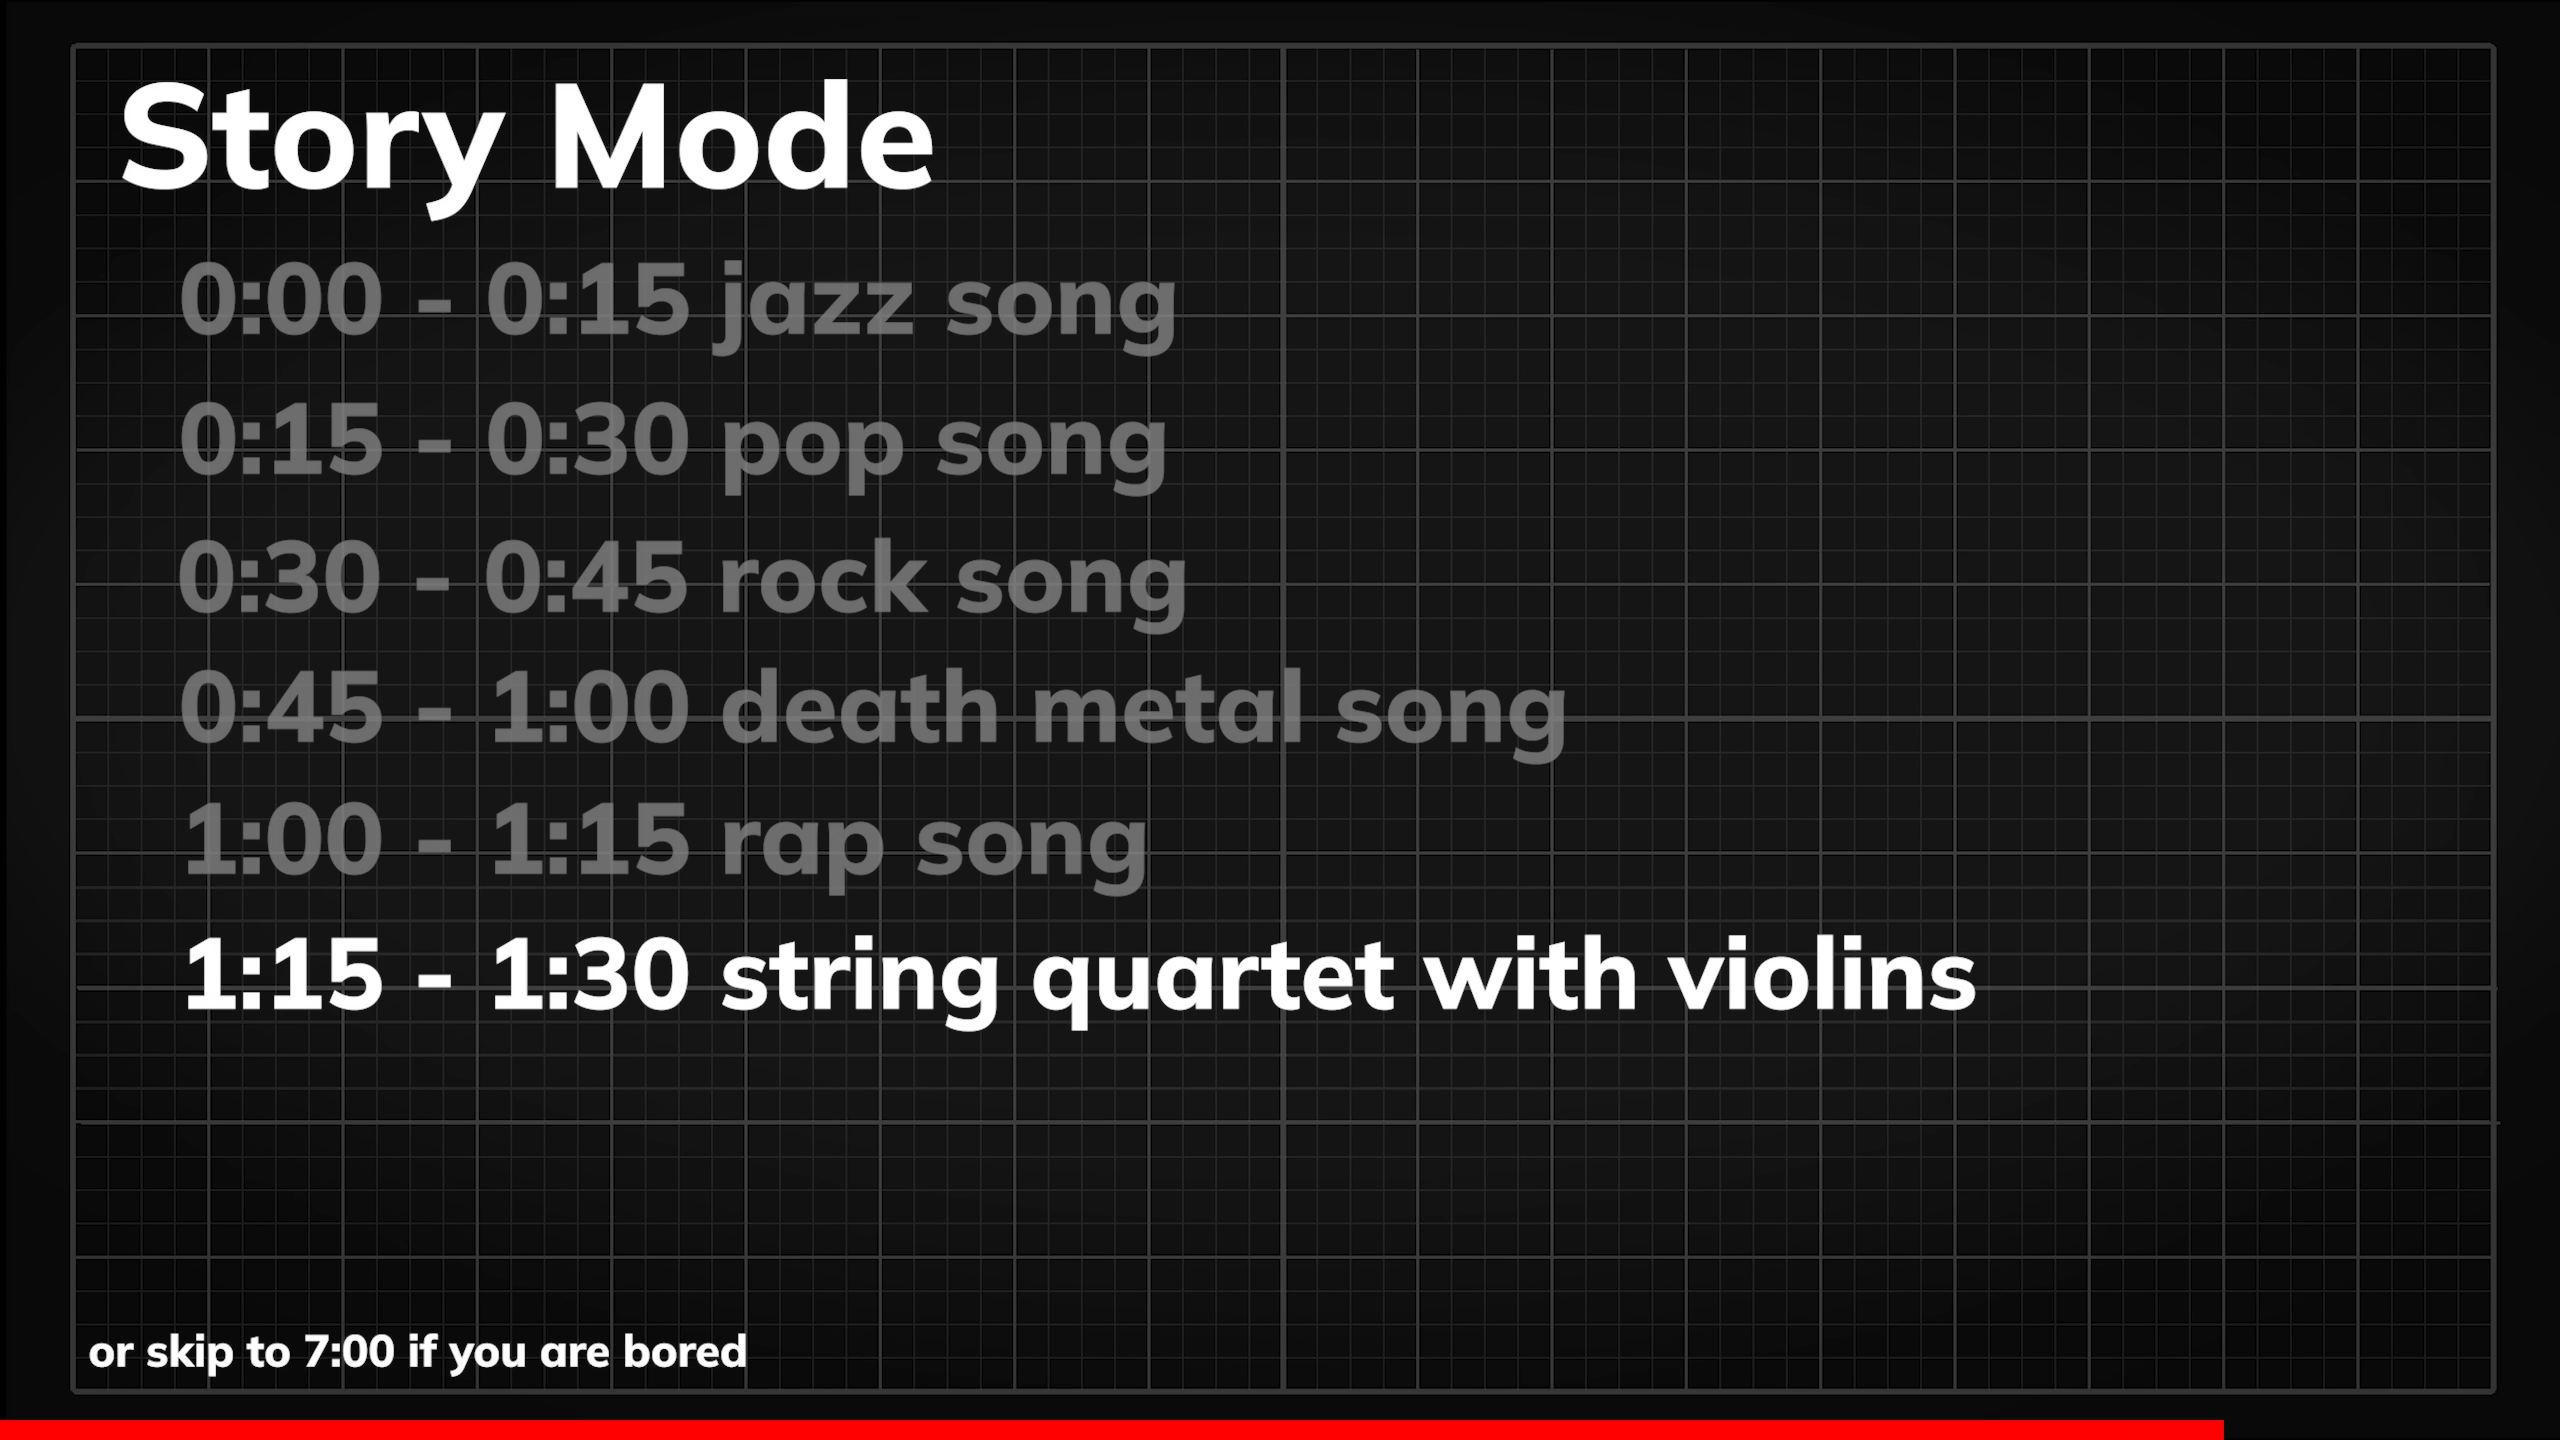 Story Mode
0:00 - 0:15 jazz song
0:15 - 0:30 pop song
0:30 - 0:45 rock song
0:45 - 1:00 death metal song
1:00 - 1:15 rap song
1:15 - 1:30 string quartet with violins
or skip to 7:00 if you are bored